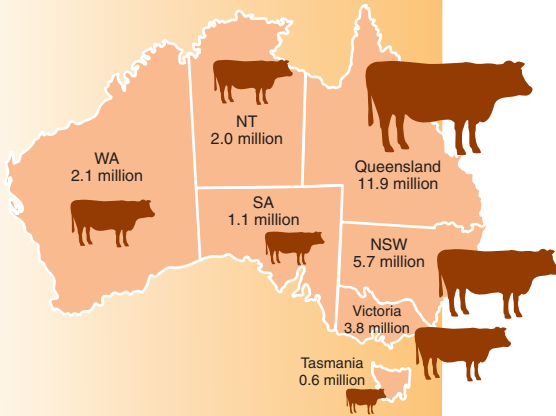 NT
2.0 million
WA
2.1 million
Queensland
11.9 million
SA
1.1 million
NSW
5.7 million
Victoria
3.8 million
Tasmania
0.6 million